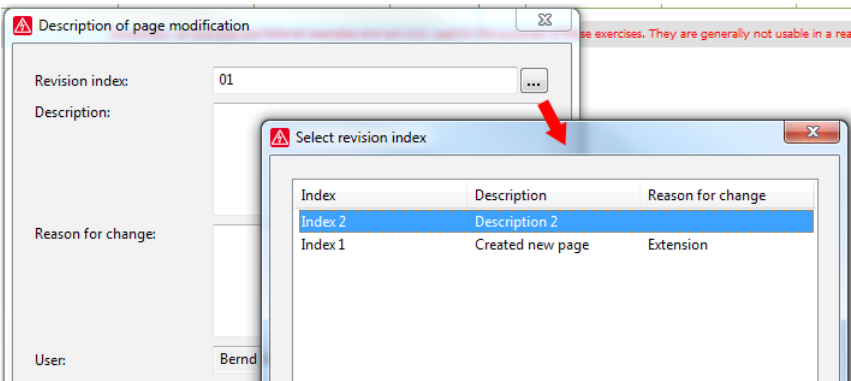 Description of page modification
se exercises. They are generally not usable in a rea
Revision index: 01 ...
Description:
Select revision index
Index Description Reason for change
Index 2 Description 2
Index 1 Created new page Extension
Reason for change:
User: Bernd